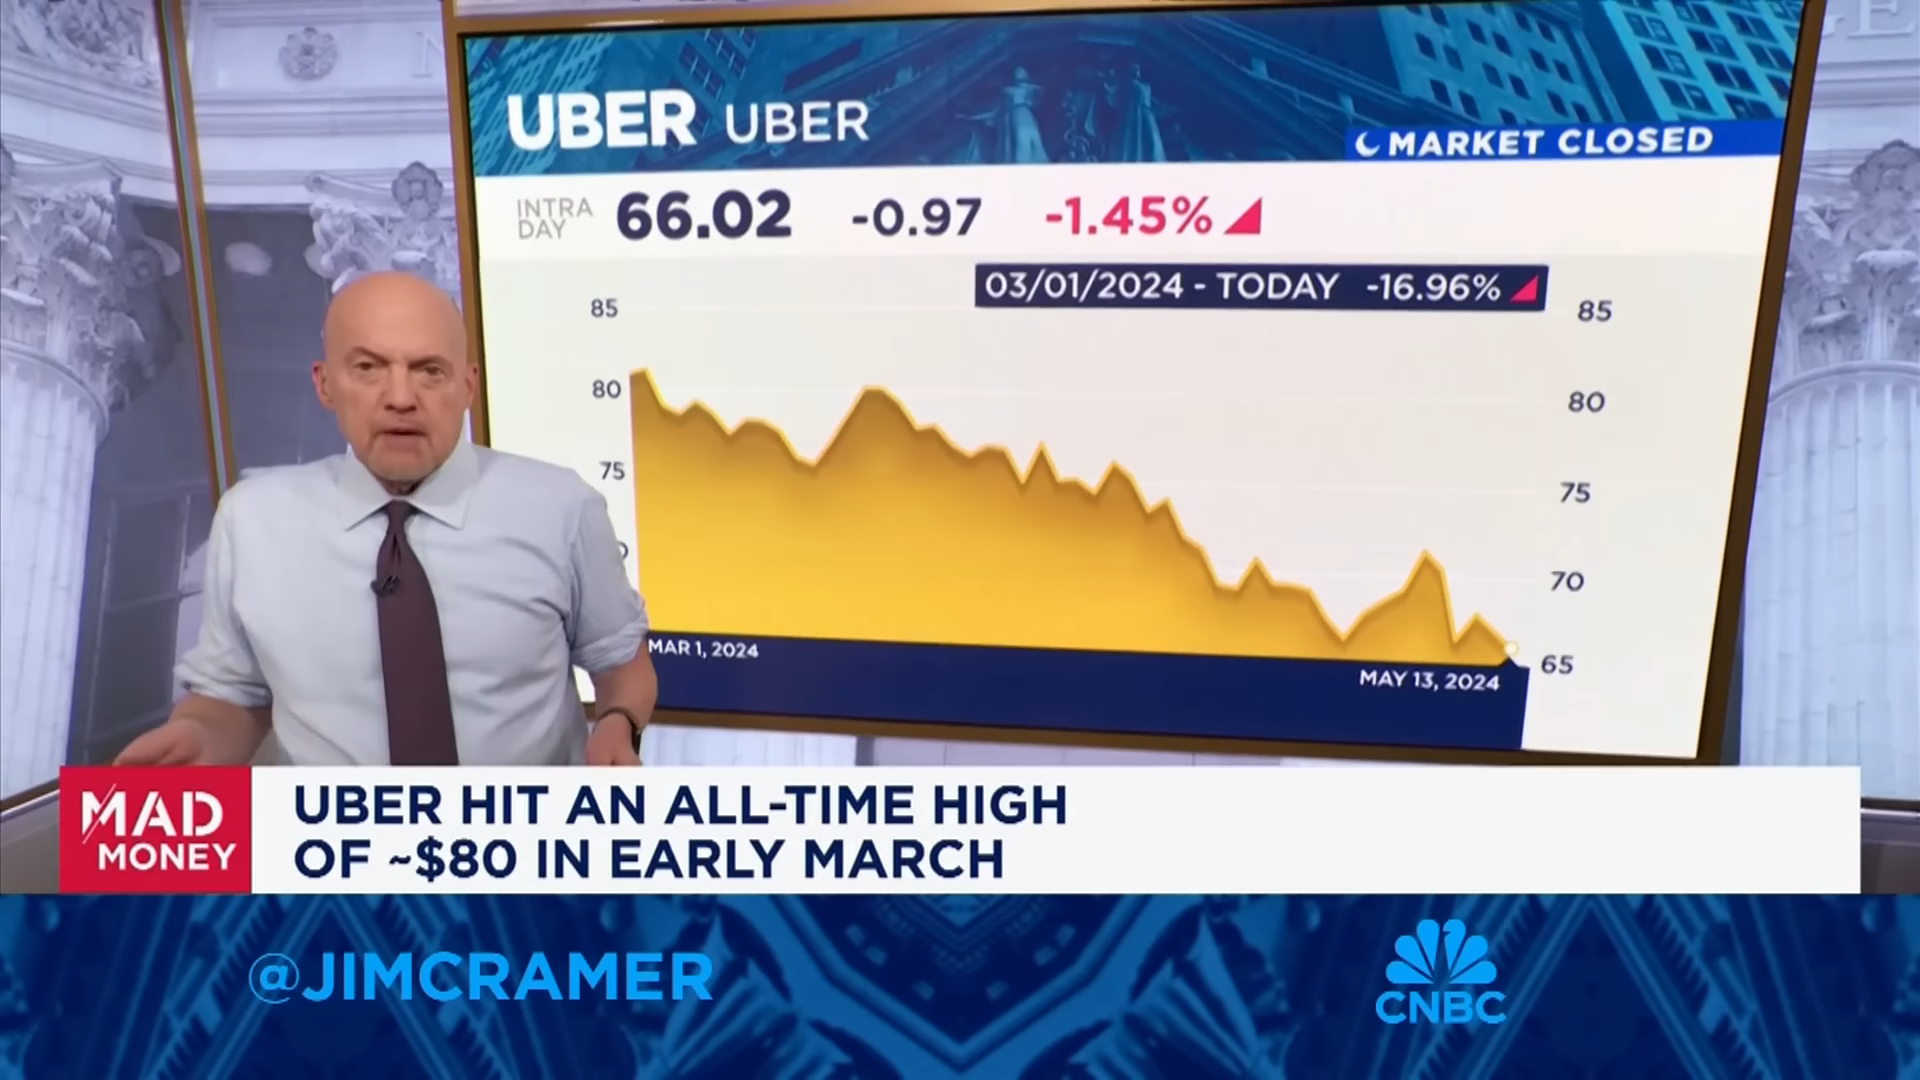 UBER UBER
MARKET CLOSED
INTRA
DAY
66.02 -0.97 -1.45%
03/01/2024 - TODAY -16.96%
85
80
75
85
80
75
70
65
MAR 1, 2024
MAY 13, 2024
MAD
MONEY
UBER HIT AN ALL-TIME HIGH
OF ~$80 IN EARLY MARCH
@JIMCRAMER
CNBC